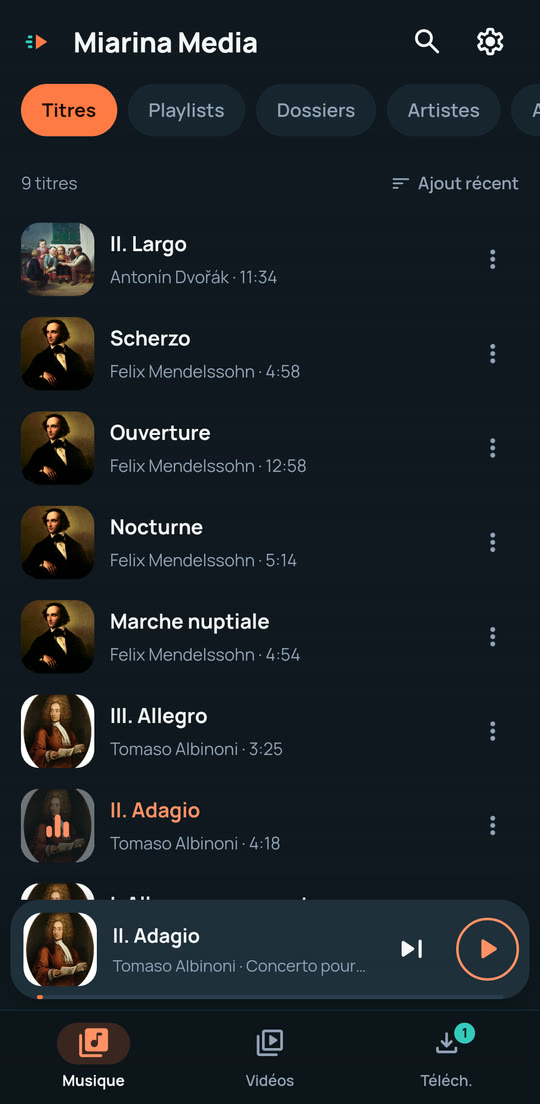 Miarina Media
Titres
Playlists
Dossiers
Artistes
9 titres
Ajout récent
II. Largo
Antonín Dvořák · 11:34
Scherzo
Felix Mendelssohn · 4:58
Ouverture
Felix Mendelssohn · 12:58
Nocturne
Felix Mendelssohn · 5:14
Marche nuptiale
Felix Mendelssohn · 4:54
III. Allegro
Tomaso Albinoni · 3:25
II. Adagio
Tomaso Albinoni · 4:18
II. Adagio
Tomaso Albinoni · Concerto pour…
1
Musique
Vidéos
Téléch.